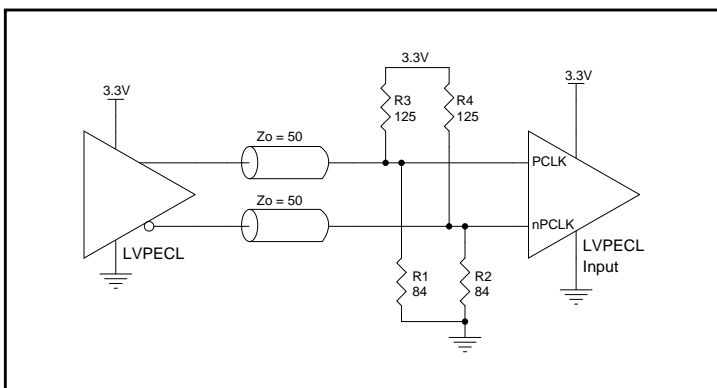 3.3V
3.3V
3.3V
R3
125
R4
125
Zo = 50
PCLK
Zo = 50
nPCLK
LVPECL
LVPECL
Input
R1
84
R2
84